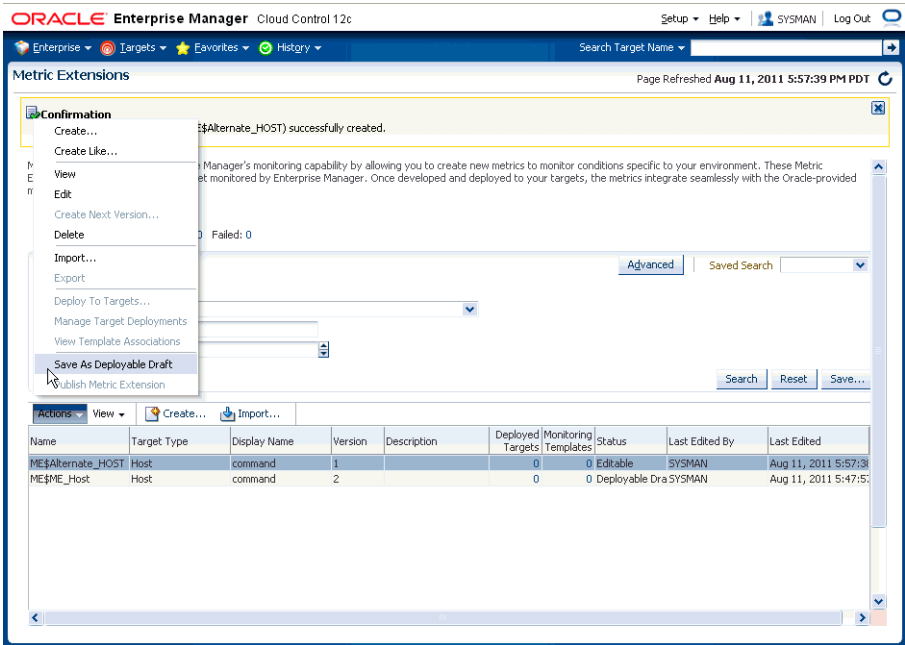 ORACLE Enterprise Manager Cloud Control 12c
Setup Help SYSMAN Log Out
Enterprise Targets Favorites History Search Target Name
Metric Extensions
Page Refreshed Aug 11, 2011 5:57:39 PM PDT
Confirmation
E$Alternate_HOST) successfully created.
Create...
Create Like...
View
Edit
Create Next Version...
Delete
Import...
Export
Deploy To Targets...
Manage Target Deployments
View Template Associations
Save As Deployable Draft
Publish Metric Extension
Manager's monitoring capability by allowing you to create new metrics to monitor conditions specific to your environment. These Metric
et monitored by Enterprise Manager. Once developed and deployed to your targets, the metrics integrate seamlessly with the Oracle-provided
Failed: 0
Advanced Saved Search
Search Reset Save...
Actions View Create... Import...
Name Target Type Display Name Version Description Deployed Targets Monitoring Templates Status Last Edited By Last Edited
ME$Alternate_HOST Host command 1 0 0 Editable SYSMAN Aug 11, 2011 5:57:38
ME$ME_Host Host command 2 0 0 Deployable Dra SYSMAN Aug 11, 2011 5:47:5